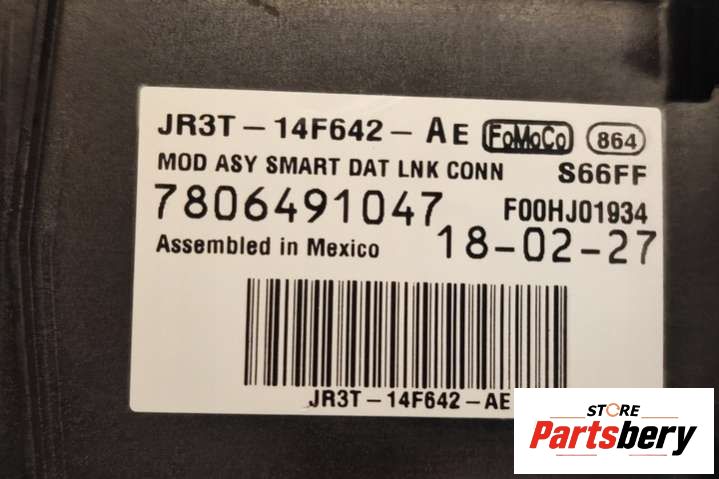 JR3T-14F642-AE FoMoCo 864
MOD ASY SMART DAT LNK CONN S66FF
7806491047 F00HJ01934
Assembled in Mexico 18-02-27
JR3T-14F642-AE
STORE
Partsbery